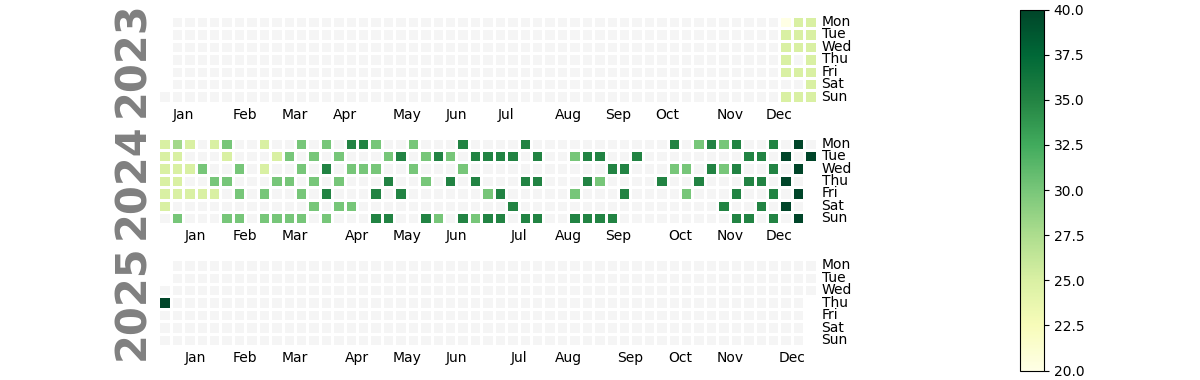 2023
Mon
Tue
Wed
Thu
Fri
Sat
Sun
Jan Feb Mar Apr May Jun Jul Aug Sep Oct Nov Dec
2024
Mon
Tue
Wed
Thu
Fri
Sat
Sun
Jan Feb Mar Apr May Jun Jul Aug Sep Oct Nov Dec
2025
Mon
Tue
Wed
Thu
Fri
Sat
Sun
Jan Feb Mar Apr May Jun Jul Aug Sep Oct Nov Dec
40.0
37.5
35.0
32.5
30.0
27.5
25.0
22.5
20.0